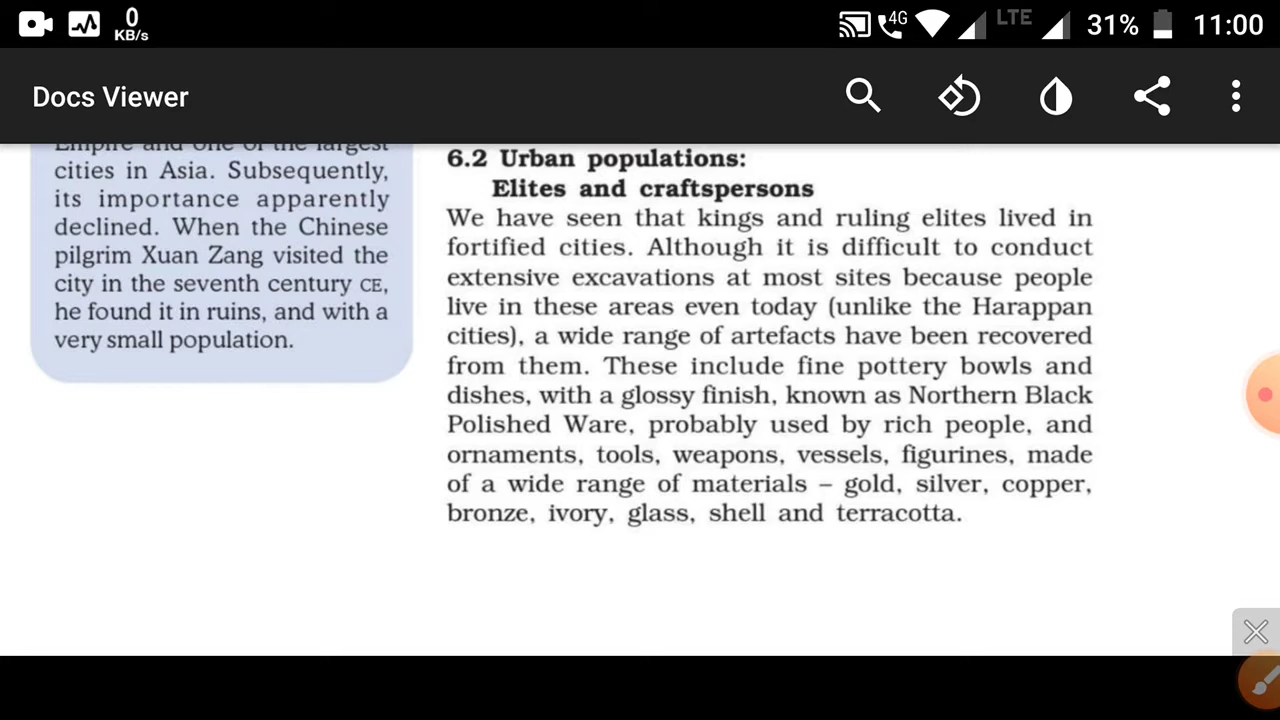 0
KB/s
4G
LTE
31%
11:00
Docs Viewer
Empire and one of the largest
cities in Asia. Subsequently,
its importance apparently
declined. When the Chinese
pilgrim Xuan Zang visited the
city in the seventh century CE,
he found it in ruins, and with a
very small population.
6.2 Urban populations:
Elites and craftspersons
We have seen that kings and ruling elites lived in
fortified cities. Although it is difficult to conduct
extensive excavations at most sites because people
live in these areas even today (unlike the Harappan
cities), a wide range of artefacts have been recovered
from them. These include fine pottery bowls and
dishes, with a glossy finish, known as Northern Black
Polished Ware, probably used by rich people, and
ornaments, tools, weapons, vessels, figurines, made
of a wide range of materials – gold, silver, copper,
bronze, ivory, glass, shell and terracotta.